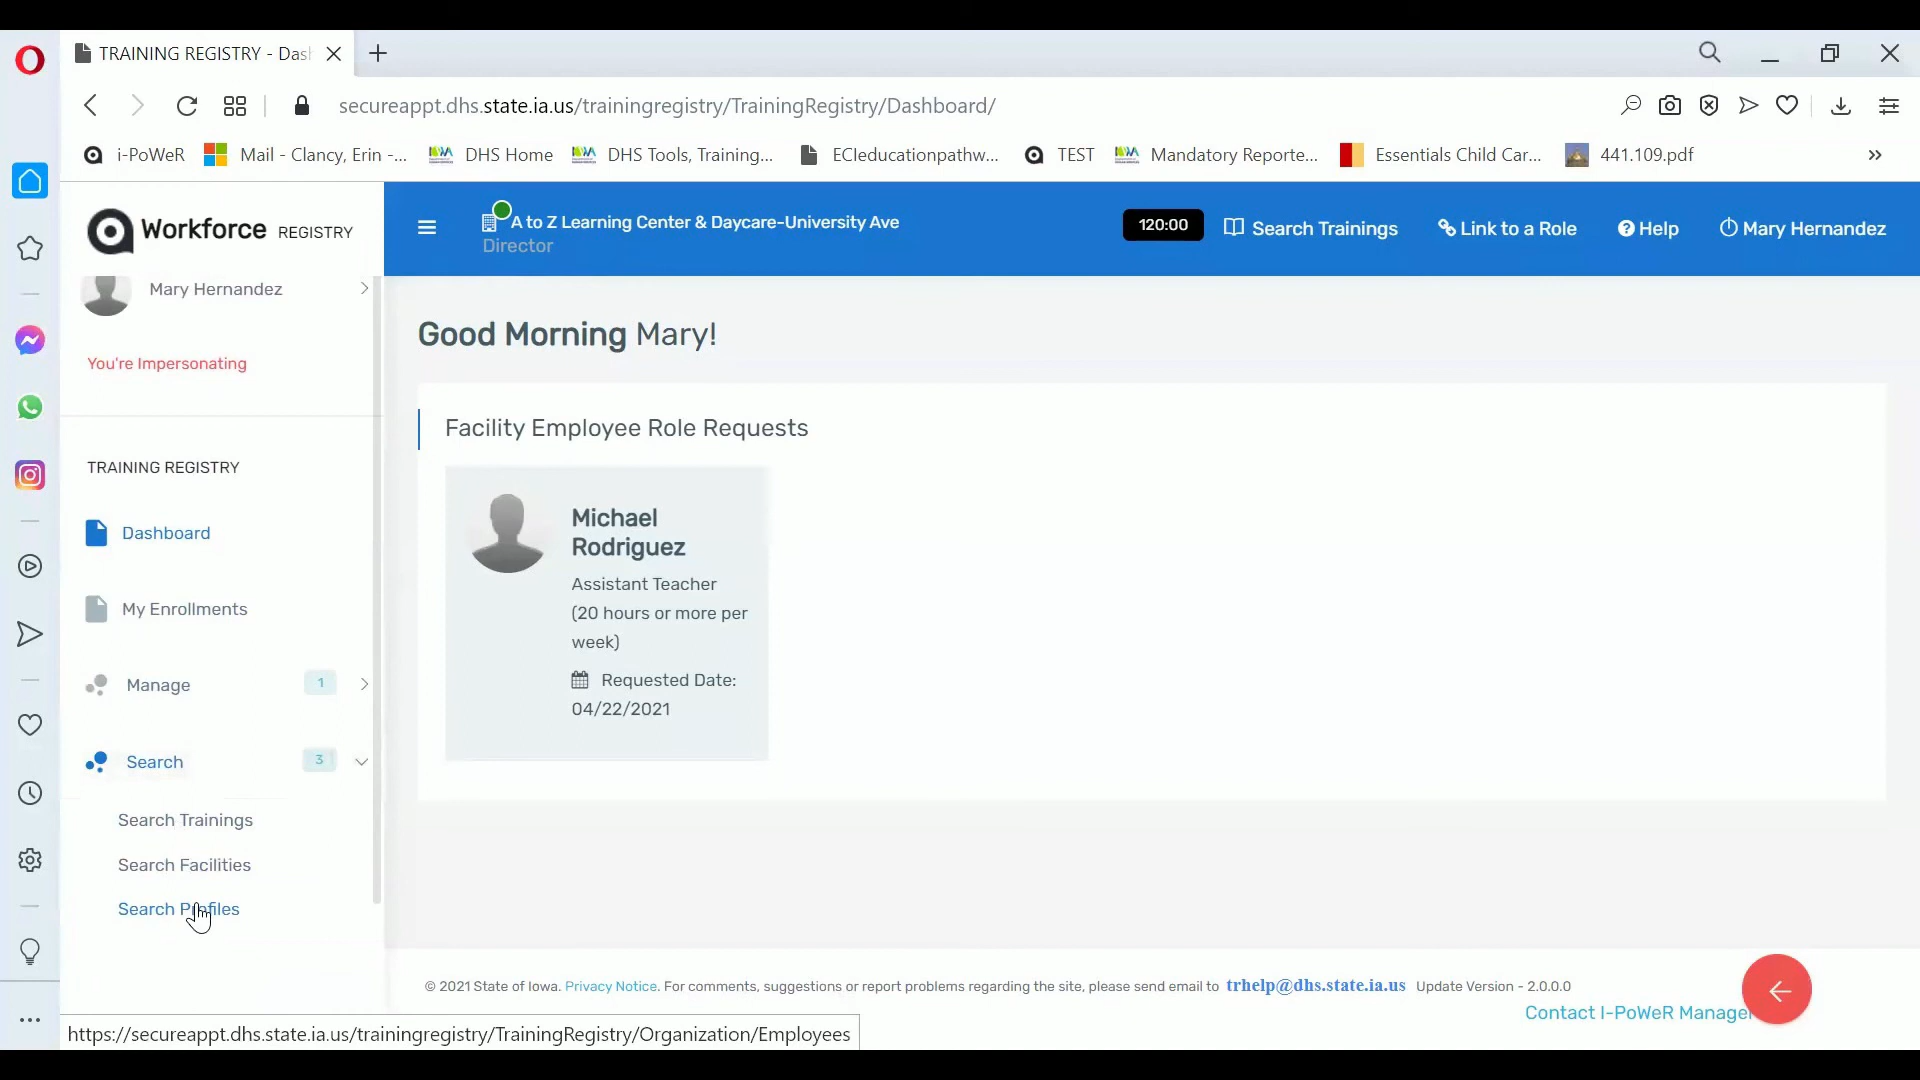 TRAINING REGISTRY - Das
secureappt.dhs.state.ia.us/trainingregistry/TrainingRegistry/Dashboard/
i-PoWeR Mail - Clancy, Erin -... DHS Home DHS Tools, Training... ECIeducationpathw... TEST Mandatory Reporte... Essentials Child Car... 441.109.pdf »
Workforce REGISTRY
A to Z Learning Center & Daycare-University Ave
Director
120:00 Search Trainings Link to a Role Help Mary Hernandez
Mary Hernandez
You're Impersonating
TRAINING REGISTRY
Dashboard
My Enrollments
Manage 1
Search 3
Search Trainings
Search Facilities
Search Profiles
Good Morning Mary!
Facility Employee Role Requests
Michael
Rodriguez
Assistant Teacher
(20 hours or more per
week)
Requested Date:
04/22/2021
© 2021 State of Iowa. Privacy Notice. For comments, suggestions or report problems regarding the site, please send email to trhelp@dhs.state.ia.us Update Version - 2.0.0.0
Contact I-PoWeR Manager
https://secureappt.dhs.state.ia.us/trainingregistry/TrainingRegistry/Organization/Employees